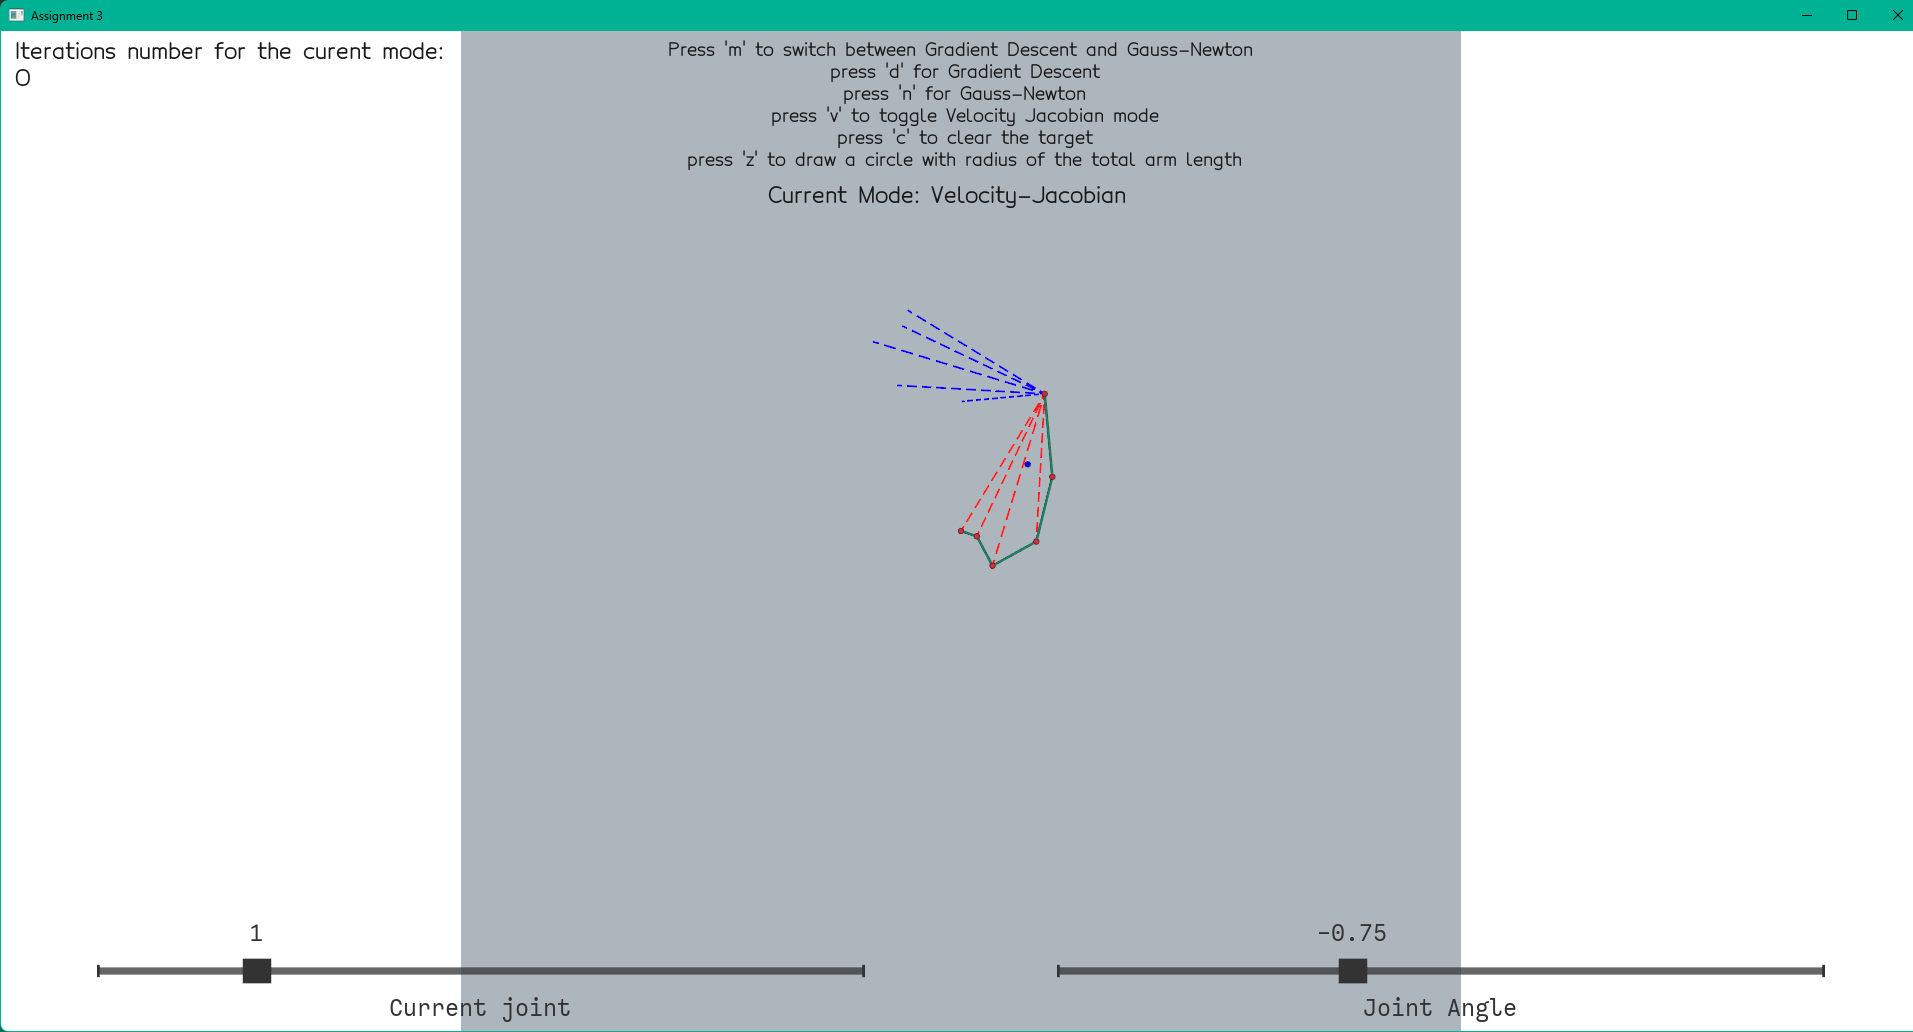 Assignment 3
Iterations number for the curent mode:
0
Press 'm' to switch between Gradient Descent and Gauss-Newton
press 'd' for Gradient Descent
press 'n' for Gauss-Newton
press 'v' to toggle Velocity Jacobian mode
press 'c' to clear the target
press 'z' to draw a circle with radius of the total arm length
Current Mode: Velocity-Jacobian
1
Current joint
-0.75
Joint Angle